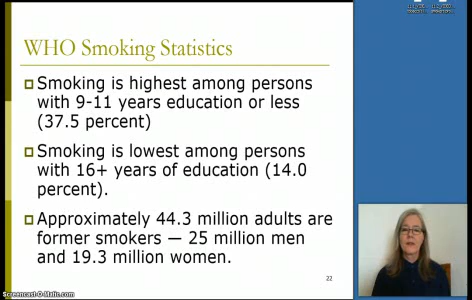 WHO Smoking Statistics
Smoking is highest among persons
with 9-11 years education or less
(37.5 percent)
Smoking is lowest among persons
with 16+ years of education (14.0
percent).
Approximately 44.3 million adults are
former smokers — 25 million men
and 19.3 million women.
22
Screencast-O-Matic.com